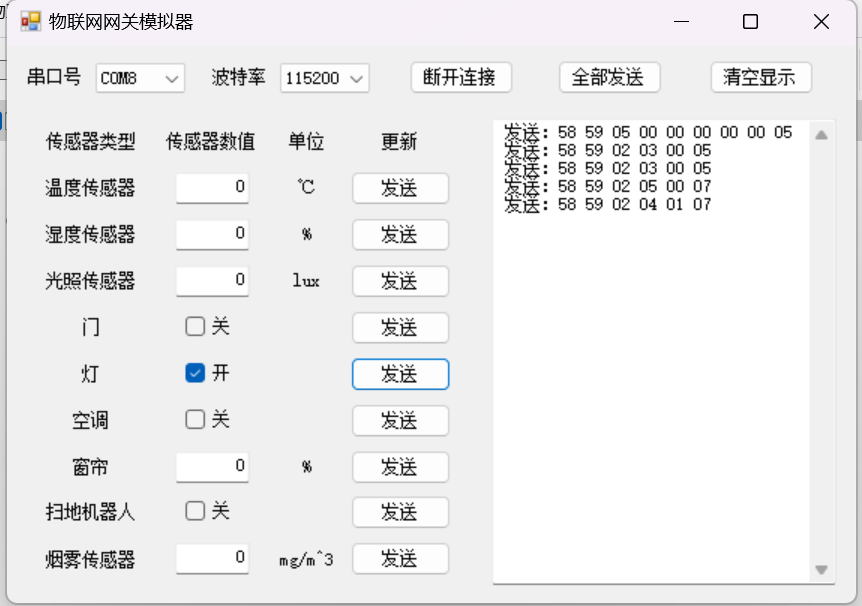 物联网网关模拟器
串口号 COM8 波特率 115200 断开连接 全部发送 清空显示
传感器类型 传感器数值 单位 更新
温度传感器 0 ℃ 发送
湿度传感器 0 % 发送
光照传感器 0 lux 发送
门 关 发送
灯 开 发送
空调 关 发送
窗帘 0 % 发送
扫地机器人 关 发送
烟雾传感器 0 mg/m^3 发送
发送: 58 59 05 00 00 00 00 00 05
发送: 58 59 02 03 00 05
发送: 58 59 02 03 00 05
发送: 58 59 02 05 00 07
发送: 58 59 02 04 01 07